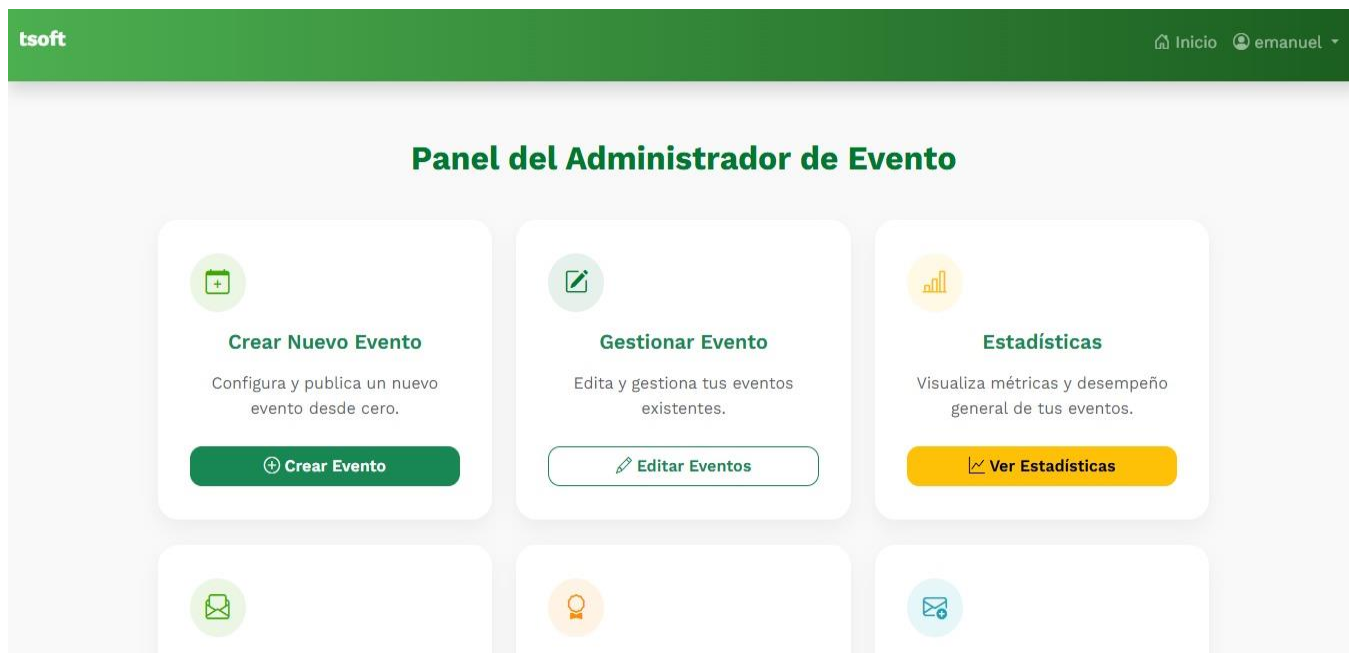 tsoft
Inicio
emanuel
Panel del Administrador de Evento
Crear Nuevo Evento
Configura y publica un nuevo
evento desde cero.
Crear Evento
Gestionar Evento
Edita y gestiona tus eventos
existentes.
Editar Eventos
Estadísticas
Visualiza métricas y desempeño
general de tus eventos.
Ver Estadísticas